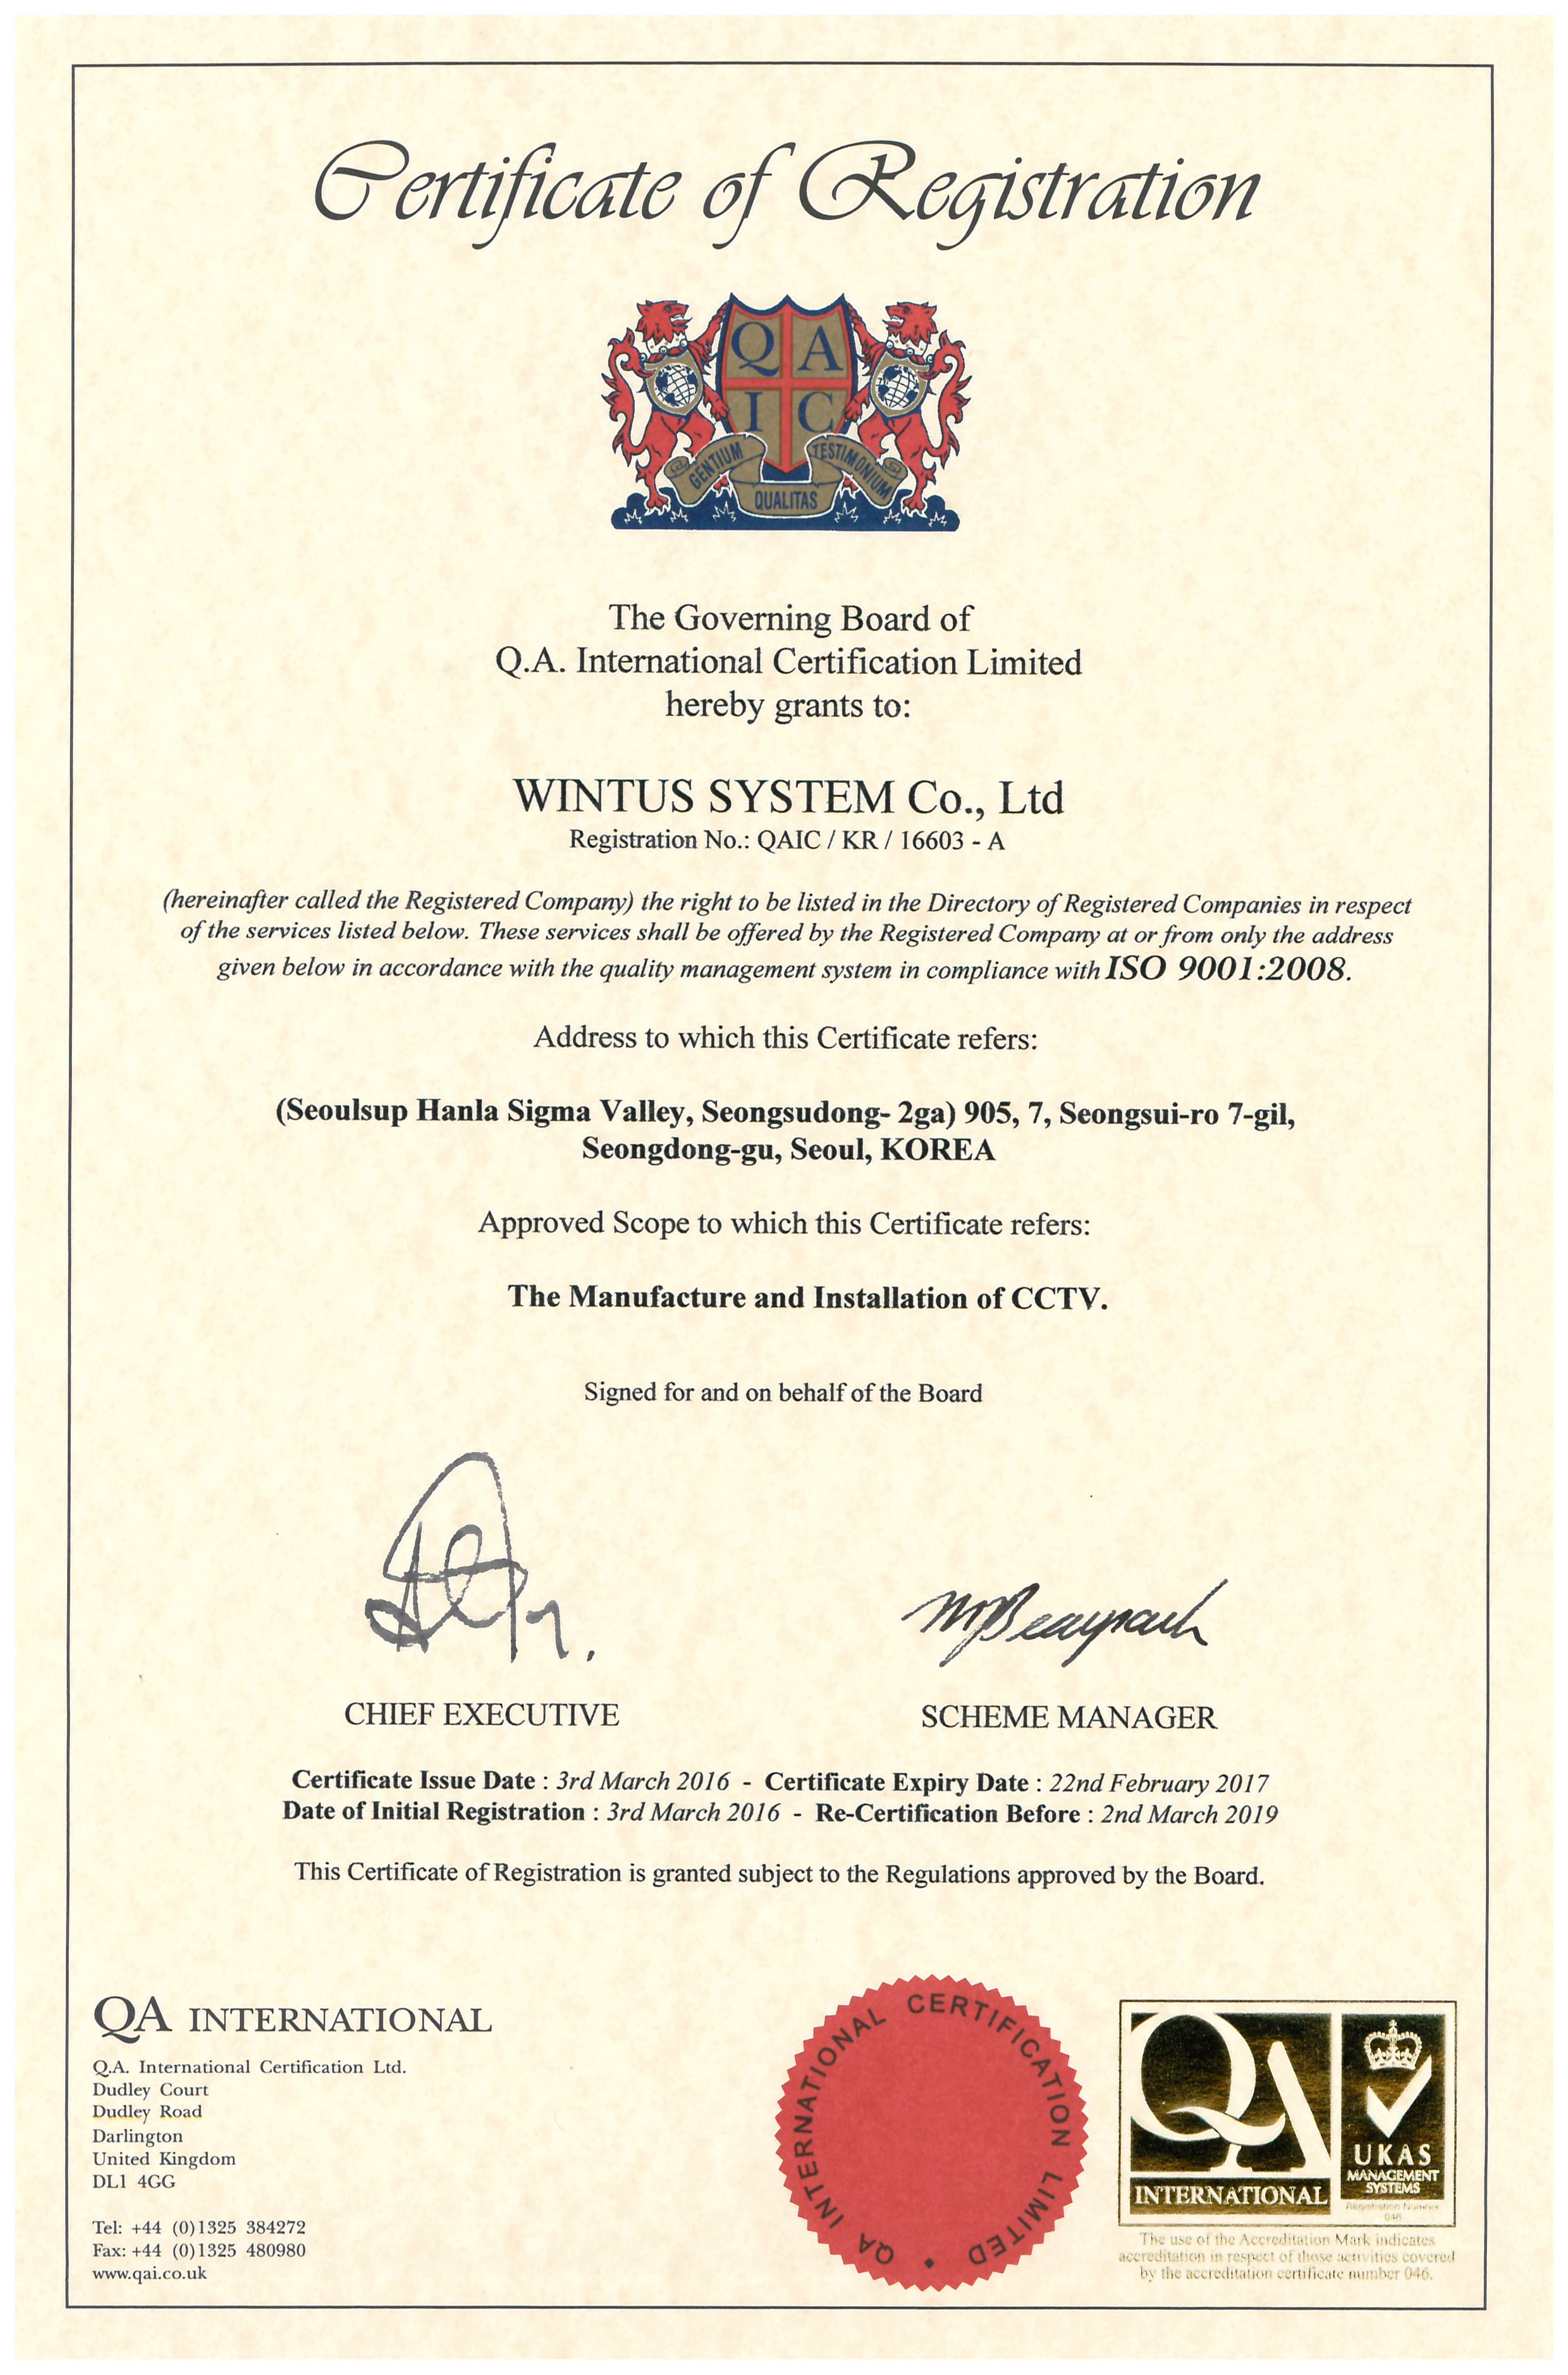 Certificate of Registration
Q A
I C
GENTIUM QUALITAS TESTIMONIUM
The Governing Board of
Q.A. International Certification Limited
hereby grants to:
WINTUS SYSTEM Co., Ltd
Registration No.: QAIC / KR / 16603 - A
(hereinafter called the Registered Company) the right to be listed in the Directory of Registered Companies in respect
of the services listed below. These services shall be offered by the Registered Company at or from only the address
given below in accordance with the quality management system in compliance with ISO 9001:2008.
Address to which this Certificate refers:
(Seoulsup Hanla Sigma Valley, Seongsudong- 2ga) 905, 7, Seongsui-ro 7-gil,
Seongdong-gu, Seoul, KOREA
Approved Scope to which this Certificate refers:
The Manufacture and Installation of CCTV.
Signed for and on behalf of the Board
CHIEF EXECUTIVE
SCHEME MANAGER
Certificate Issue Date : 3rd March 2016 - Certificate Expiry Date : 22nd February 2017
Date of Initial Registration : 3rd March 2016 - Re-Certification Before : 2nd March 2019
This Certificate of Registration is granted subject to the Regulations approved by the Board.
QA INTERNATIONAL
Q.A. International Certification Ltd.
Dudley Court
Dudley Road
Darlington
United Kingdom
DL1 4GG
Tel: +44 (0)1325 384272
Fax: +44 (0)1325 480980
www.qai.co.uk
QA INTERNATIONAL CERTIFICATION LIMITED
QA
INTERNATIONAL
UKAS
MANAGEMENT
SYSTEMS
Registration Number
046
The use of the Accreditation Mark indicates
accreditation in respect of those activities covered
by the accreditation certificate number 046.